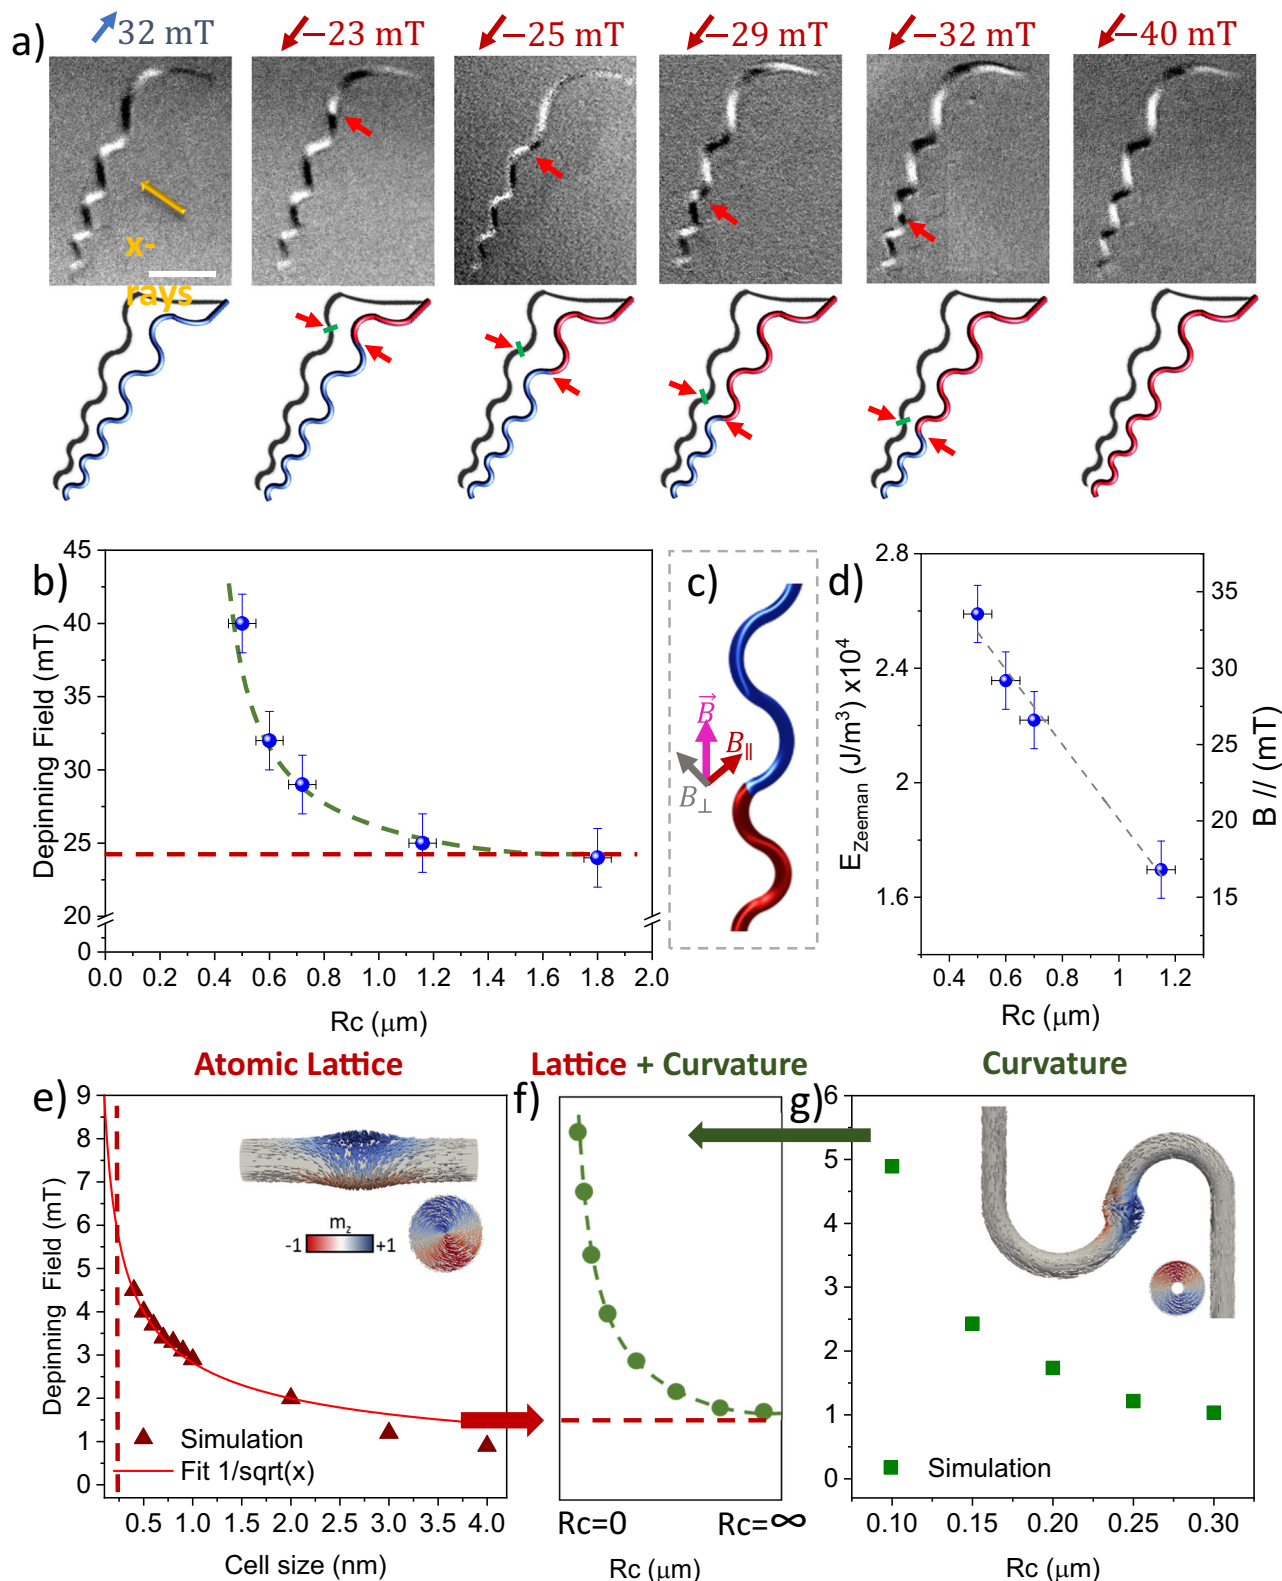 a)
32 mT
−23 mT
−25 mT
−29 mT
−32 mT
−40 mT
x-
rays
b)
Depinning Field (mT)
45
40
35
30
25
20
0
0.0 0.2 0.4 0.6 0.8 1.0 1.2 1.4 1.6 1.8 2.0
Rc (μm)
c)
B⃗
B∥
B⊥
d)
E_Zeeman (J/m³) x10⁴
2.8
2.4
2
1.6
35
30
25
20
15
B // (mT)
0.4 0.6 0.8 1 1.2
Rc (μm)
Atomic Lattice
e)
Depinning Field (mT)
9
8
7
6
5
4
3
2
1
0
m_z
-1 +1
Simulation
Fit 1/sqrt(x)
0.5 1.0 2.0 2.5 3.0 3.5 4.0
Cell size (nm)
Lattice + Curvature
f)
Rc=0 Rc=∞
Rc (μm)
Curvature
g)
6
5
4
3
2
1
0
Simulation
0.10 0.15 0.20 0.25 0.30
Rc (μm)